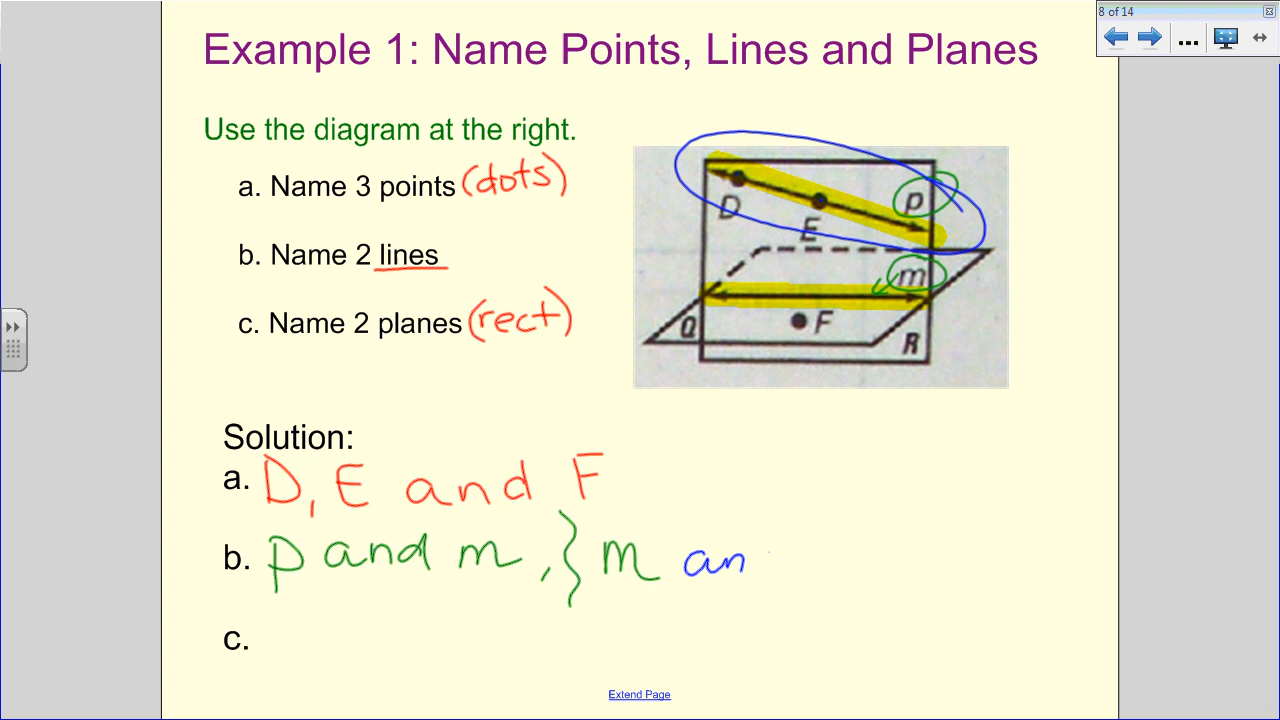 8 of 14
Example 1: Name Points, Lines and Planes
Use the diagram at the right.
a. Name 3 points (dots)
b. Name 2 lines
c. Name 2 planes (rect)
D
E
p
m
Q
F
R
Solution:
a. D, E and F
b. p and m, } m an
c.
Extend Page